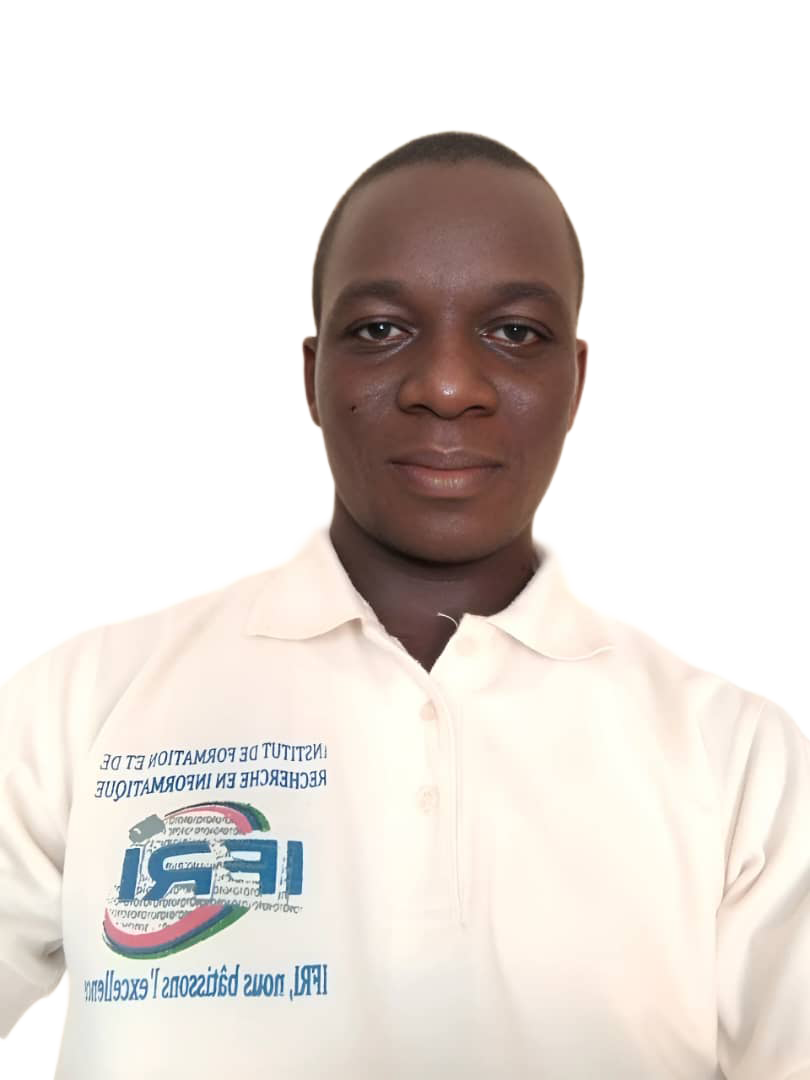 INSTITUT DE FORMATION ET DE
RECHERCHE EN INFORMATIQUE
IFRI
IFRI, nous bâtissons l'excellence